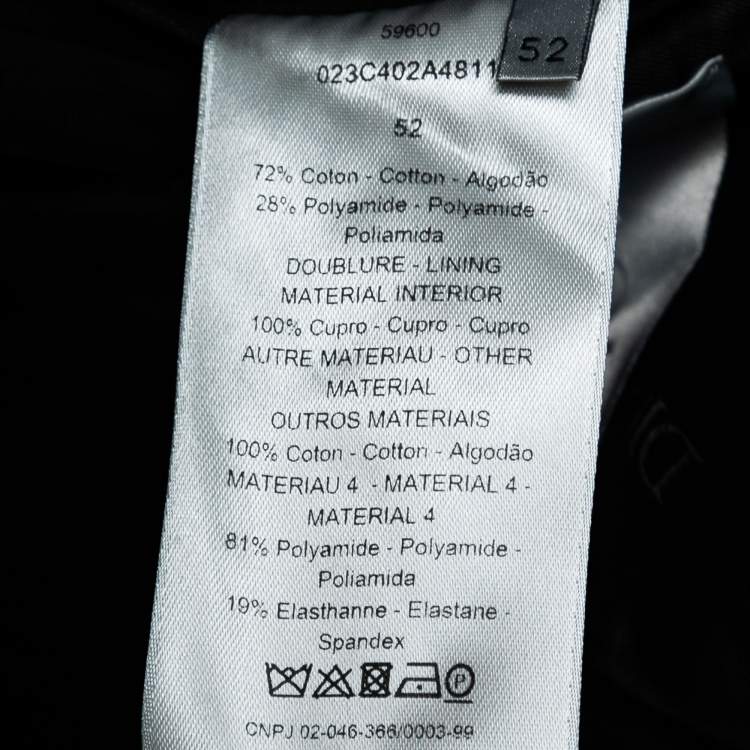 59600
52
023C402A4811
52
72% Coton - Cotton - Algodão
28% Polyamide - Polyamide -
Poliamida
DOUBLURE - LINING
MATERIAL INTERIOR
100% Cupro - Cupro - Cupro
AUTRE MATERIAU - OTHER
MATERIAL
OUTROS MATERIAIS
100% Coton - Cotton - Algodão
MATERIAU 4 - MATERIAL 4 -
MATERIAL 4
81% Polyamide - Polyamide -
Poliamida
19% Elasthanne - Elastane -
Spandex
P
CNPJ 02-046-366/0003-99